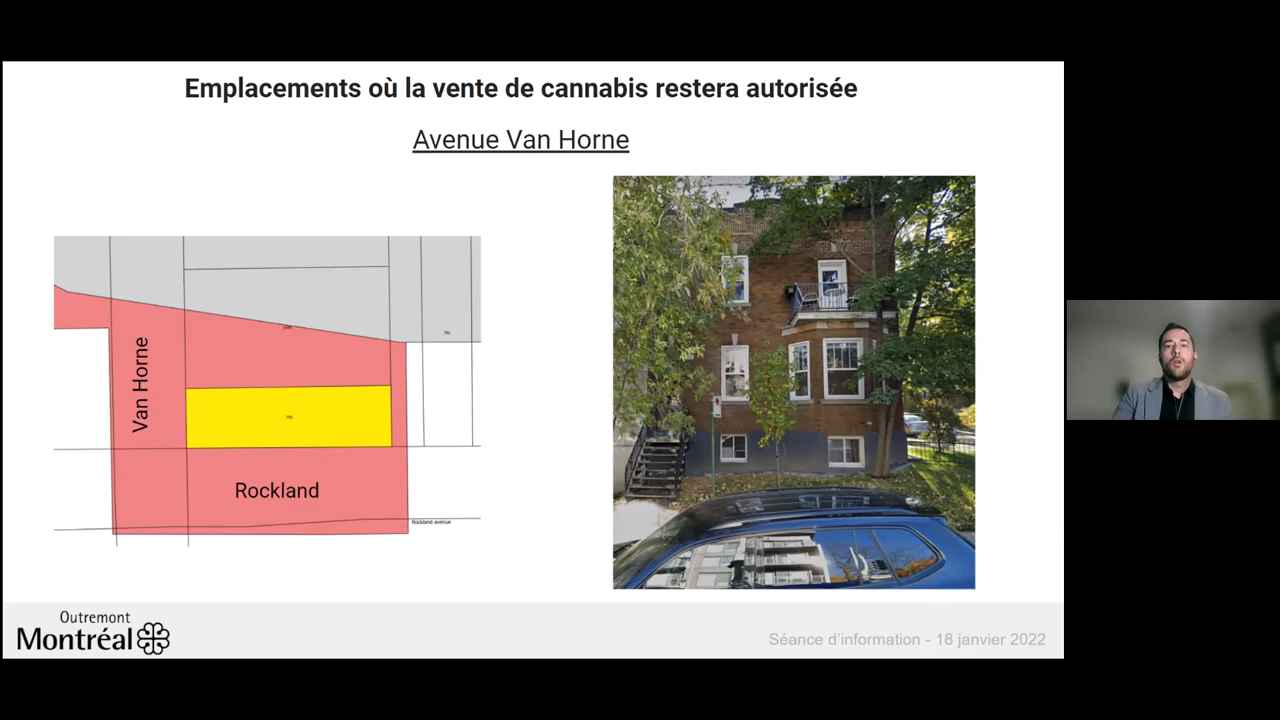 Emplacements où la vente de cannabis restera autorisée
Avenue Van Horne
Van Horne
Rockland
Rockland avenue
Outremont
Montréal
Séance d'information - 18 janvier 2022